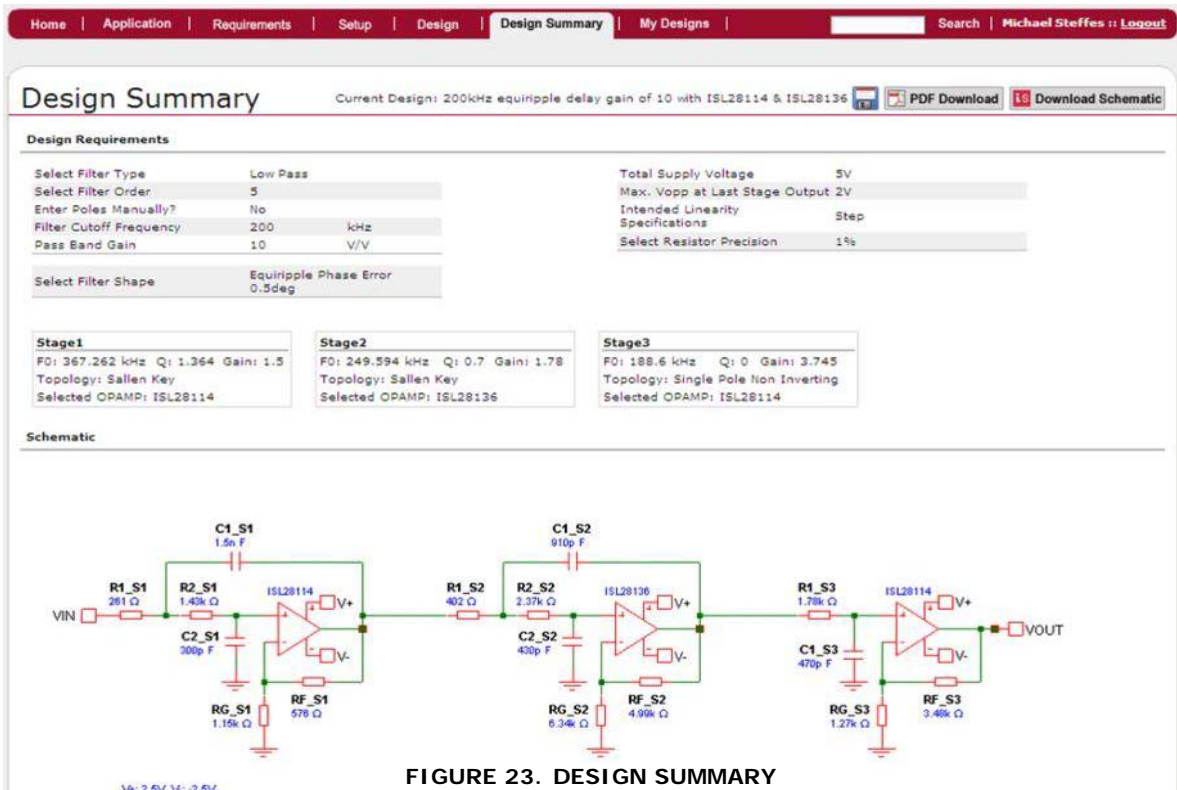 Home | Application | Requirements | Setup | Design | Design Summary | My Designs | Search | Michael Steffes :: Logout
Design Summary
Current Design: 200kHz equiripple delay gain of 10 with ISL28114 & ISL28136
PDF Download
Download Schematic
Design Requirements
Select Filter Type Low Pass
Select Filter Order 5
Enter Poles Manually? No
Filter Cutoff Frequency 200 kHz
Pass Band Gain 10 V/V
Select Filter Shape Equiripple Phase Error
0.5deg
Total Supply Voltage 5V
Max. Vopp at Last Stage Output 2V
Intended Linearity
Specifications Step
Select Resistor Precision 1%
Stage1
F0: 367.262 kHz Q: 1.364 Gain: 1.5
Topology: Sallen Key
Selected OPAMP: ISL28114
Stage2
F0: 249.594 kHz Q: 0.7 Gain: 1.78
Topology: Sallen Key
Selected OPAMP: ISL28136
Stage3
F0: 188.6 kHz Q: 0 Gain: 3.745
Topology: Single Pole Non Inverting
Selected OPAMP: ISL28114
Schematic
C1_S1
1.5n F
R1_S1
261 Ω
R2_S1
1.43k Ω
ISL28114
V+
VIN
C2_S1
300p F
V-
RF_S1
576 Ω
RG_S1
1.15k Ω
C1_S2
910p F
R1_S2
402 Ω
R2_S2
2.37k Ω
ISL28136
V+
C2_S2
430p F
V-
RF_S2
4.99k Ω
RG_S2
6.34k Ω
R1_S3
1.78k Ω
ISL28114
V+
VOUT
C1_S3
470p F
V-
RF_S3
3.48k Ω
RG_S3
1.27k Ω
FIGURE 23. DESIGN SUMMARY